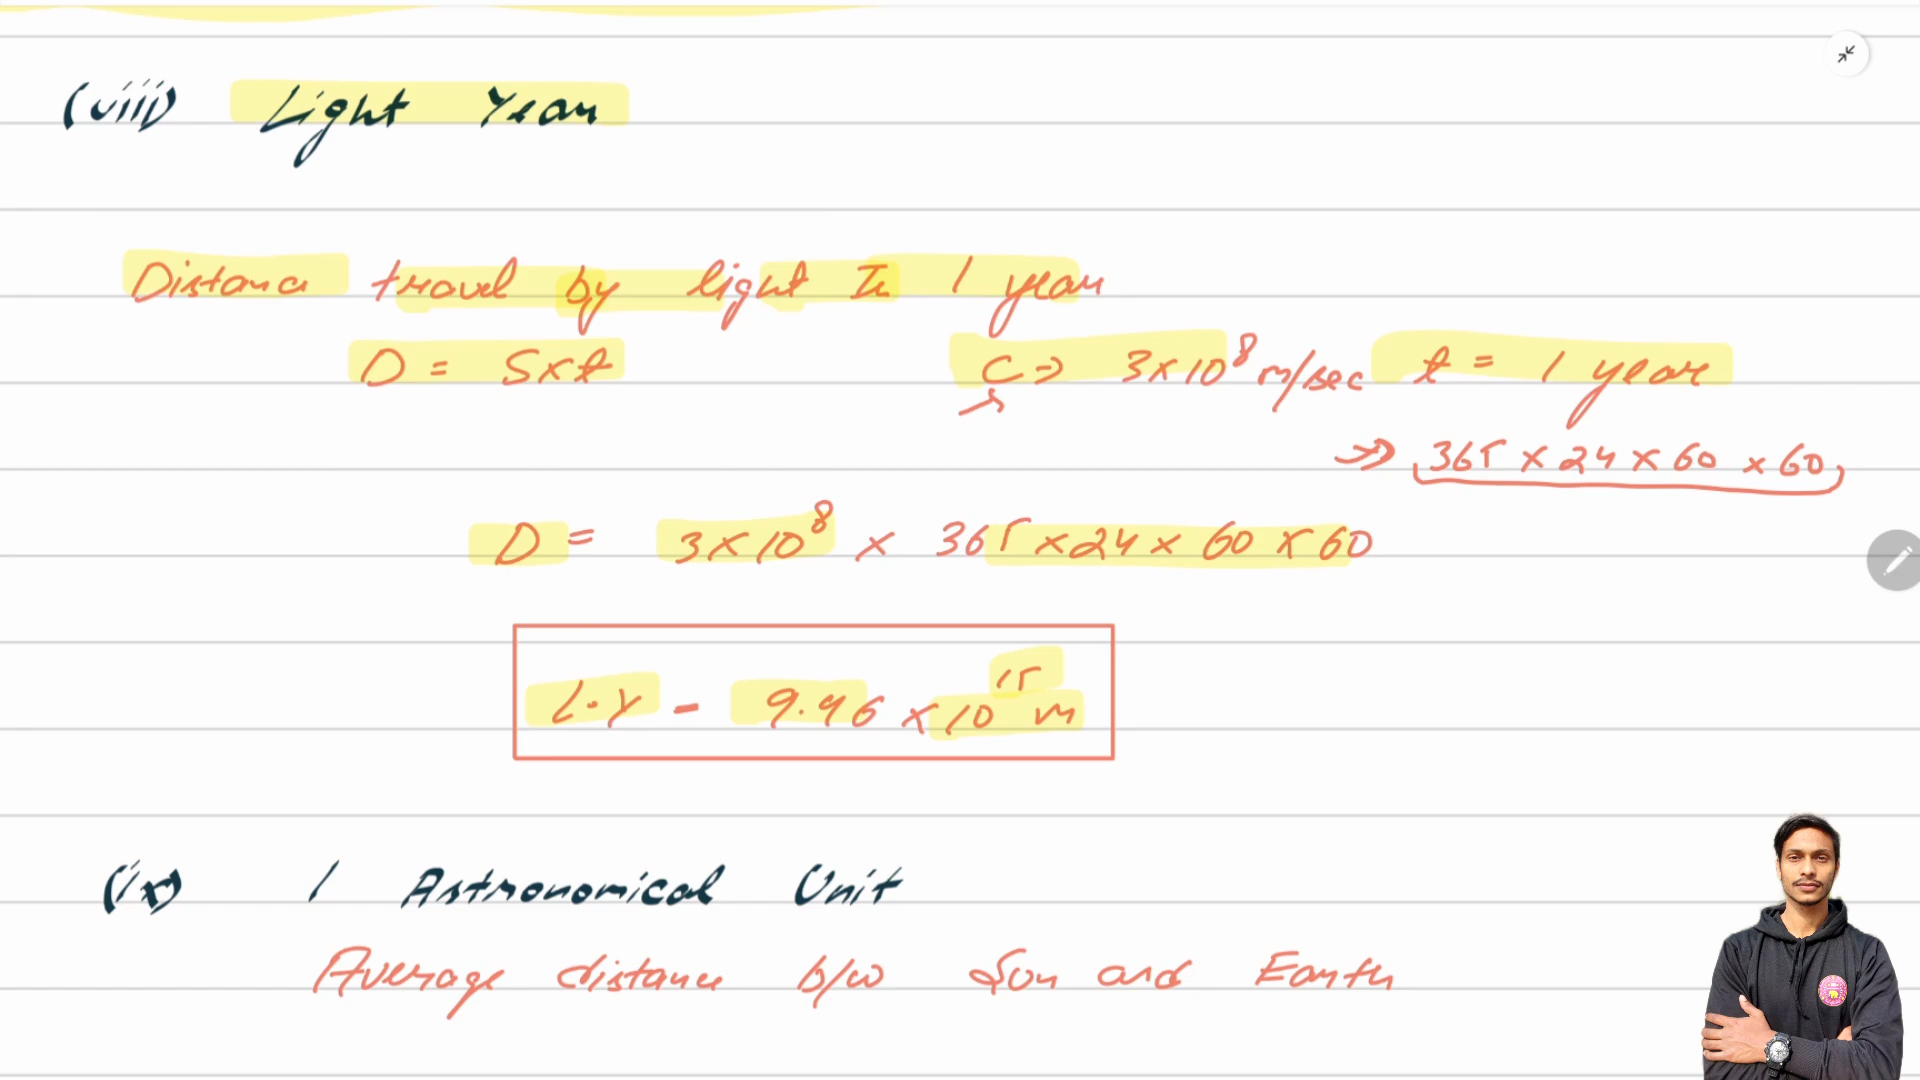 (viii) Light Year
Distance travel by light In 1 year
D = S×t C => 3×10⁸ m/sec t = 1 year
=> 365 × 24 × 60 × 60
D = 3×10⁸ × 365 ×24 × 60 × 60
L.Y - 9.46 ×10¹⁵ m
(ix) 1 Astronomical Unit
Average distance b/w Sun and Earth